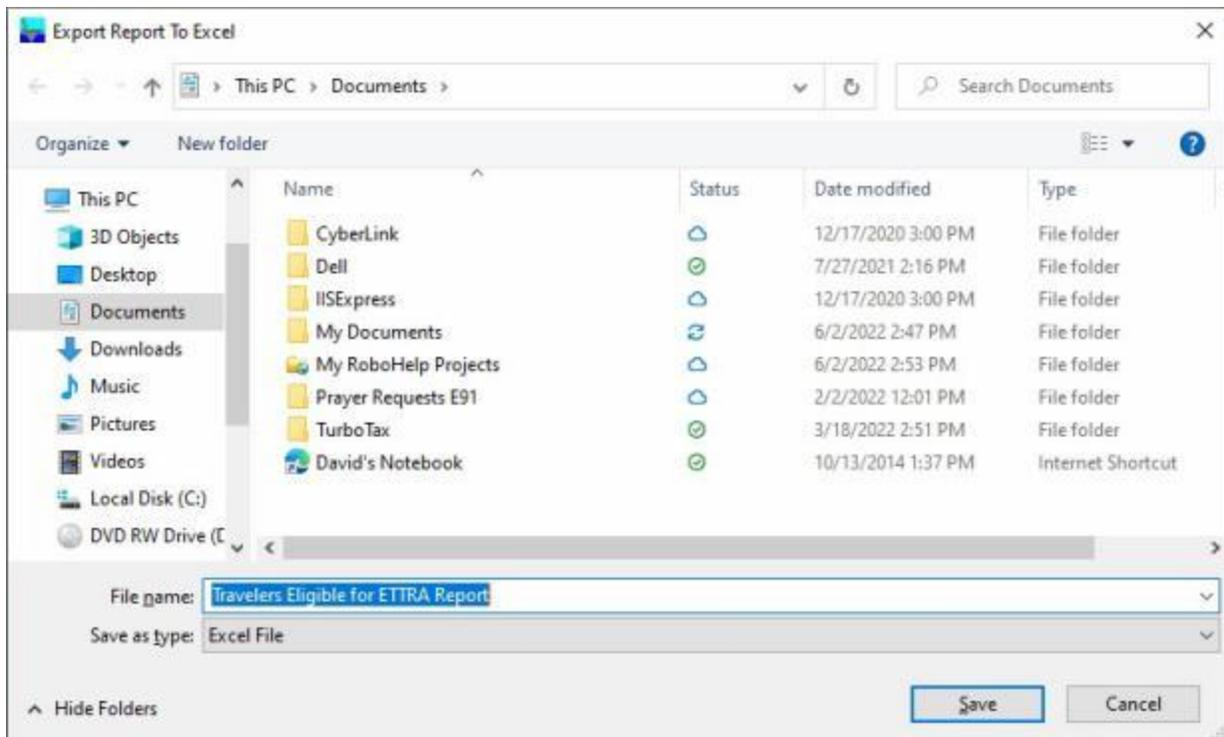 Export Report To Excel
This PC > Documents >
Search Documents
Organize
New folder
?
This PC
3D Objects
Desktop
Documents
Downloads
Music
Pictures
Videos
Local Disk (C:)
DVD RW Drive (D
Name Status Date modified Type
CyberLink 12/17/2020 3:00 PM File folder
Dell 7/27/2021 2:16 PM File folder
IISExpress 12/17/2020 3:00 PM File folder
My Documents 6/2/2022 2:47 PM File folder
My RoboHelp Projects 6/2/2022 2:53 PM File folder
Prayer Requests E91 2/2/2022 12:01 PM File folder
TurboTax 3/18/2022 2:51 PM File folder
David's Notebook 10/13/2014 1:37 PM Internet Shortcut
File name: Travelers Eligible for ETTRA Report
Save as type: Excel File
Hide Folders
Save
Cancel